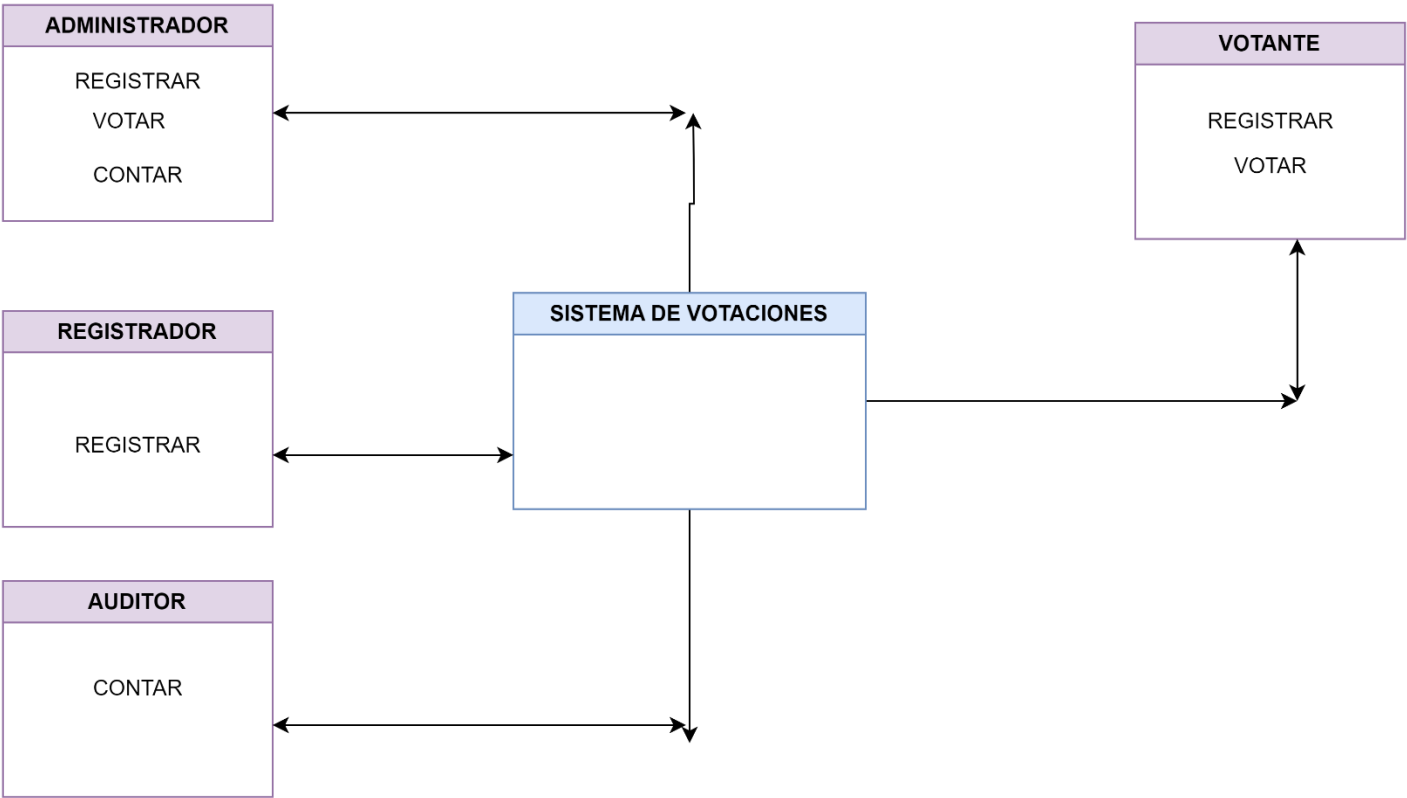 ADMINISTRADOR
REGISTRAR
VOTAR
CONTAR
VOTANTE
REGISTRAR
VOTAR
SISTEMA DE VOTACIONES
REGISTRADOR
REGISTRAR
AUDITOR
CONTAR